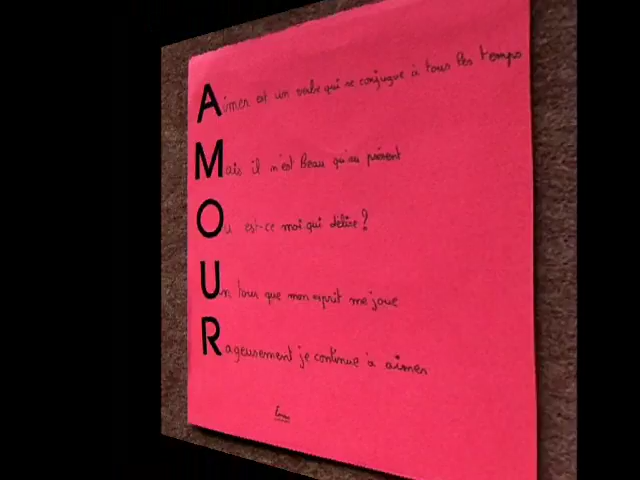 Aimer est un verbe qui se conjugue à tous les temps
Mais il n'est Beau qu'au présent
Ou est-ce moi qui délire ?
Un tour que mon esprit me joue
Rageusement je continue à aimer